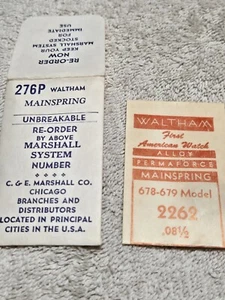 RE-ORDER
NOW
KEEP YOUR
MARSHALL SYSTEM
STOCKED
FOR
IMMEDIATE
USE
276P WALTHAM
MAINSPRING
UNBREAKABLE
RE-ORDER
BY ABOVE
MARSHALL
SYSTEM
NUMBER
C. & E. MARSHALL CO.
CHICAGO
BRANCHES AND
DISTRIBUTORS
LOCATED IN PRINCIPAL
CITIES IN THE U.S.A.
WALTHAM
First
American Watch
ALLOY
PERMAFORCE
MAINSPRING
678-679 Model
2262
.08½